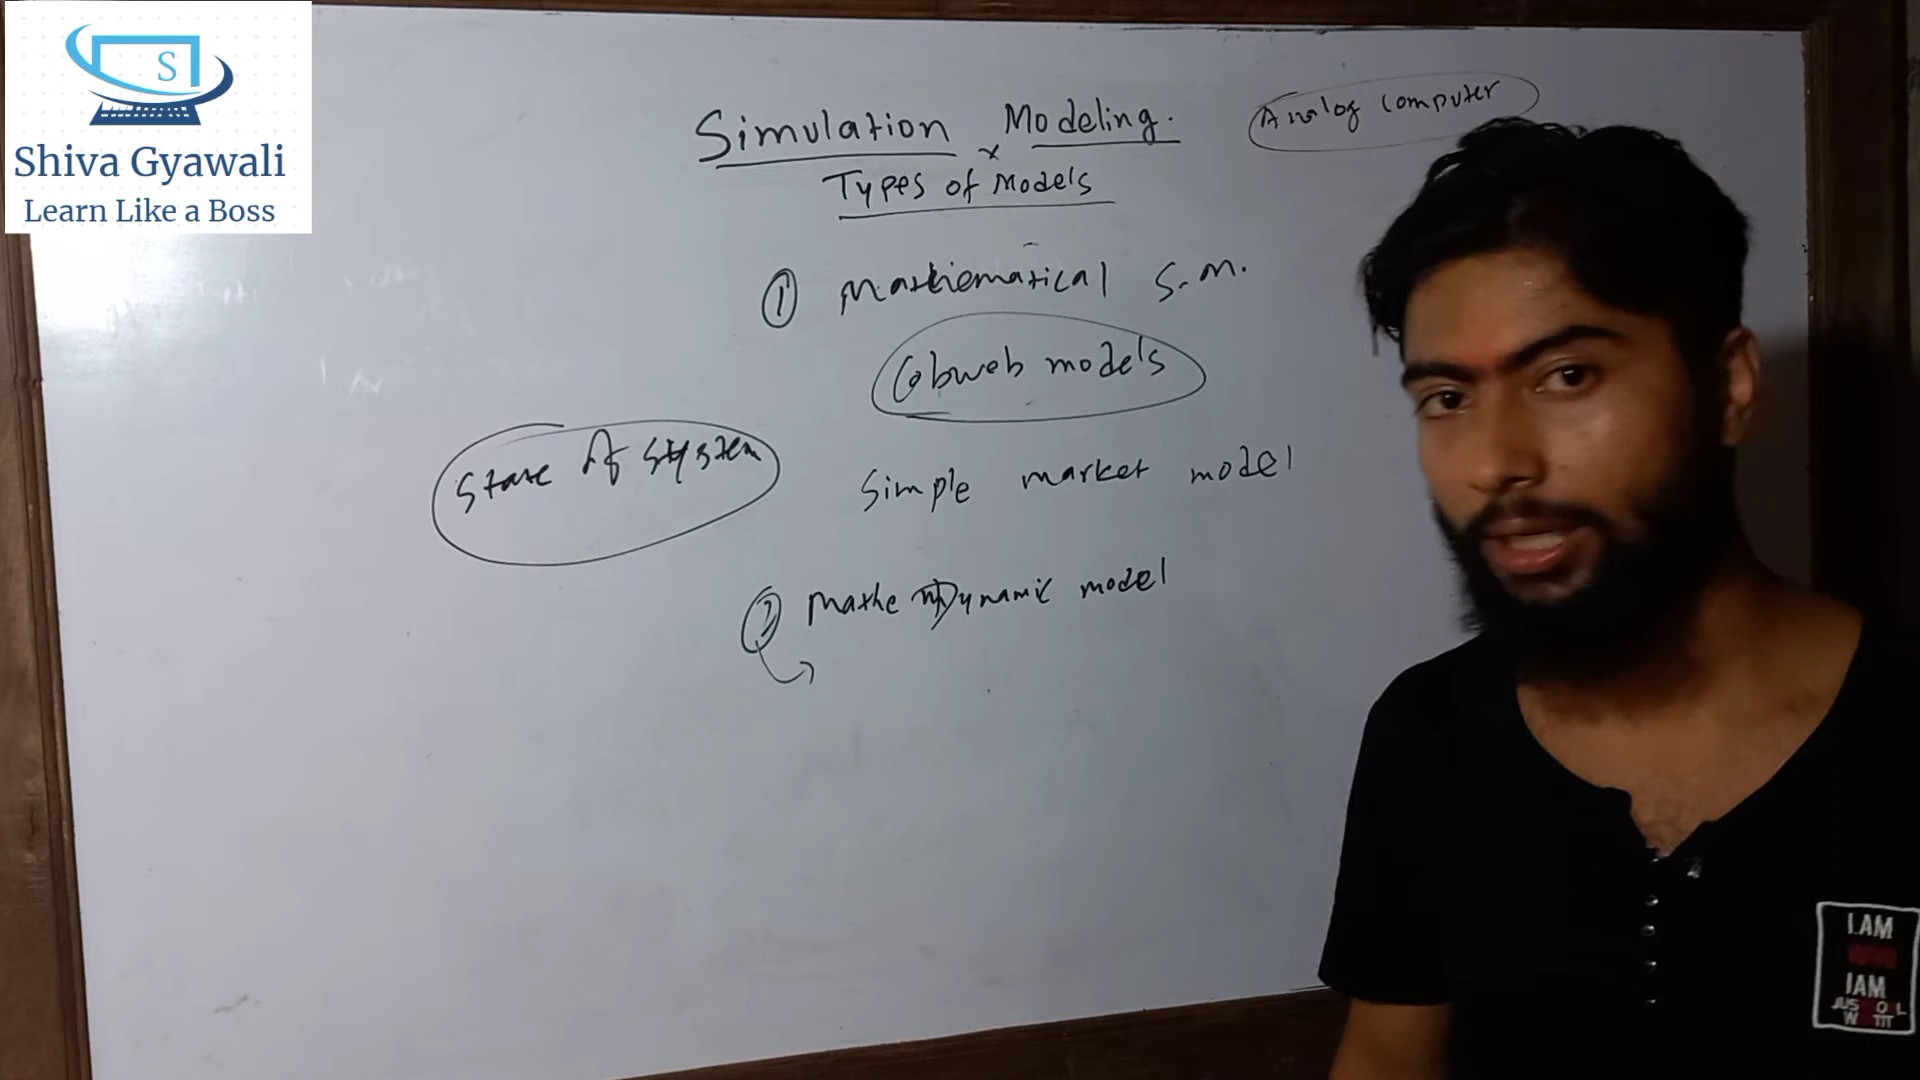 S
Shiva Gyawali
Learn Like a Boss
Simulation Modeling.
Analog computer
x
Types of Models
① Mathematical S.M.
Cobweb models
State of system
Simple market model
② Mathe Dynamic model
I AM
IAM